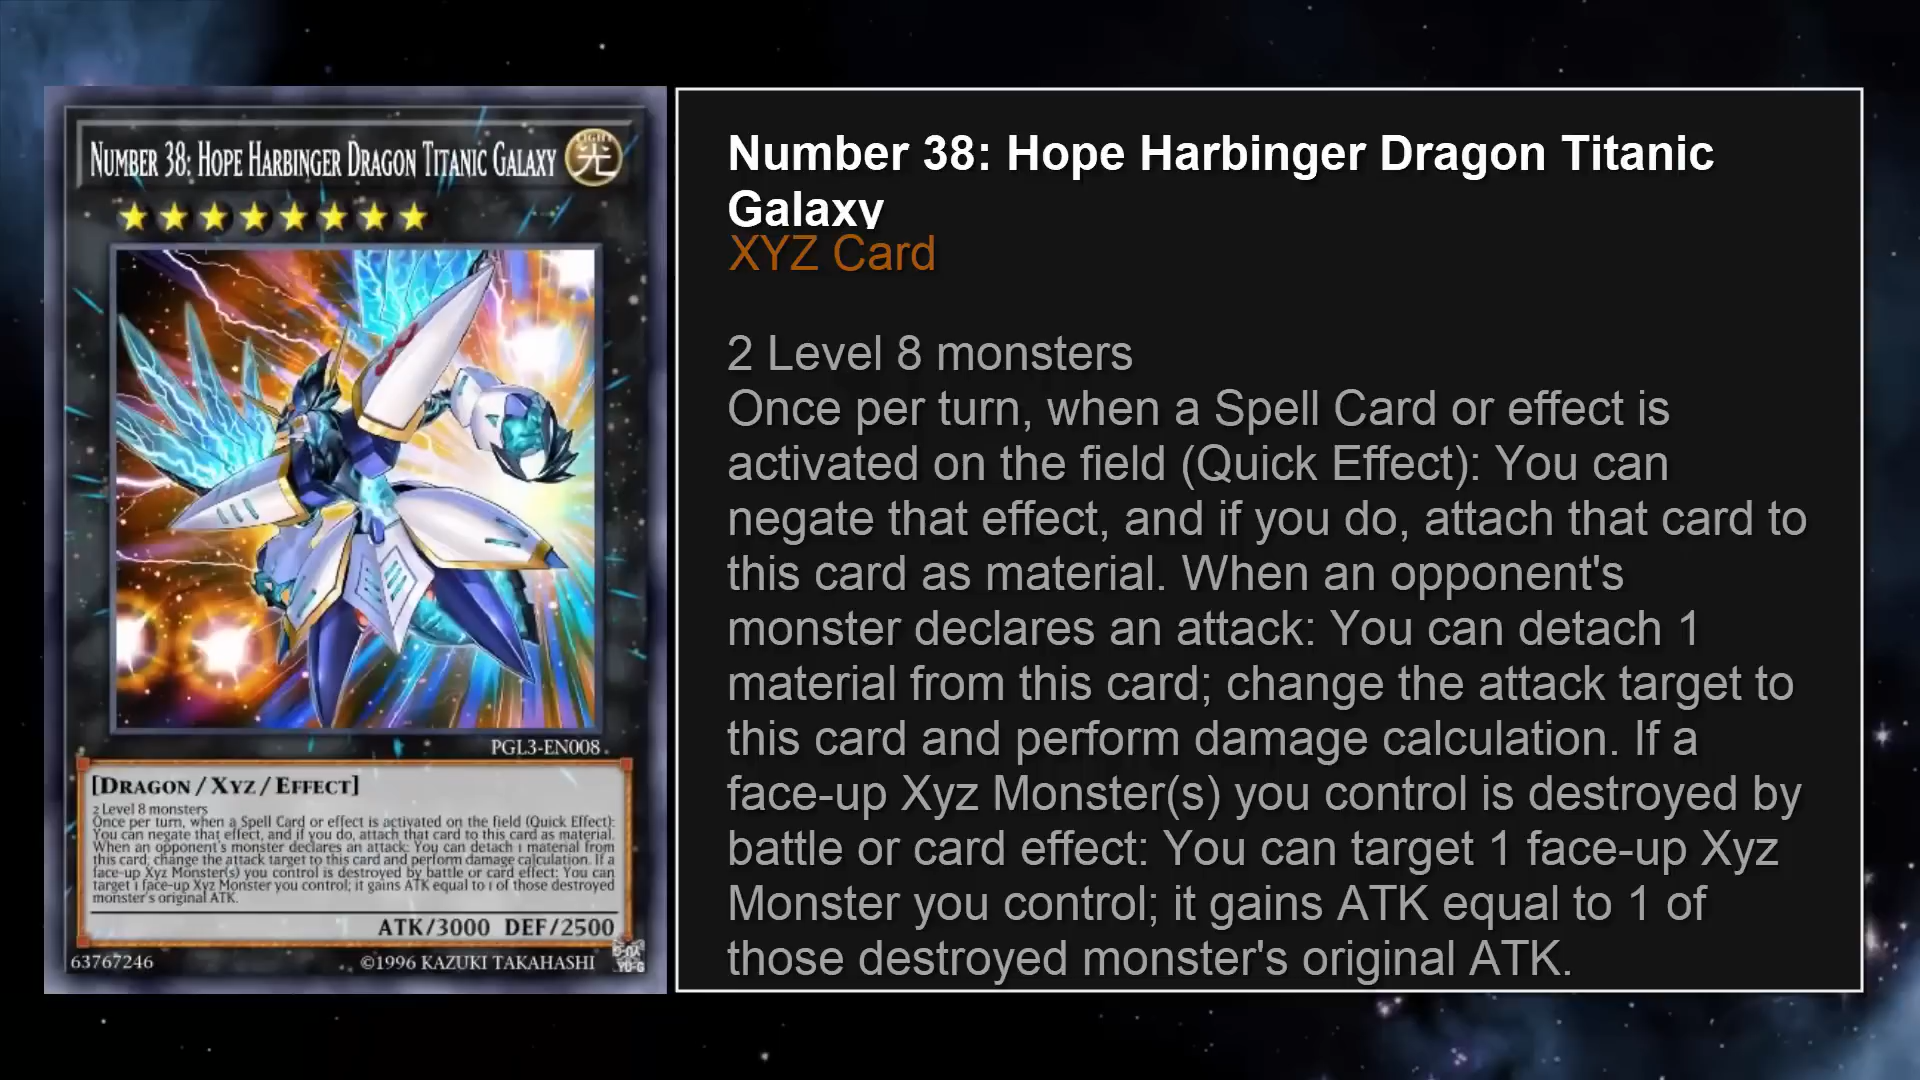 NUMBER 38: HOPE HARBINGER DRAGON TITANIC GALAXY
LIGHT
光
PGL3-EN008
[DRAGON / XYZ / EFFECT]
2 Level 8 monsters
Once per turn, when a Spell Card or effect is activated on the field (Quick Effect):
You can negate that effect, and if you do, attach that card to this card as material.
When an opponent's monster declares an attack: You can detach 1 material from
this card; change the attack target to this card and perform damage calculation. If a
face-up Xyz Monster(s) you control is destroyed by battle or card effect: You can
target 1 face-up Xyz Monster you control; it gains ATK equal to 1 of those destroyed
monster's original ATK.
ATK/3000 DEF/2500
63767246
©1996 KAZUKI TAKAHASHI
Number 38: Hope Harbinger Dragon Titanic
Galaxy
XYZ Card
2 Level 8 monsters
Once per turn, when a Spell Card or effect is
activated on the field (Quick Effect): You can
negate that effect, and if you do, attach that card to
this card as material. When an opponent's
monster declares an attack: You can detach 1
material from this card; change the attack target to
this card and perform damage calculation. If a
face-up Xyz Monster(s) you control is destroyed by
battle or card effect: You can target 1 face-up Xyz
Monster you control; it gains ATK equal to 1 of
those destroyed monster's original ATK.